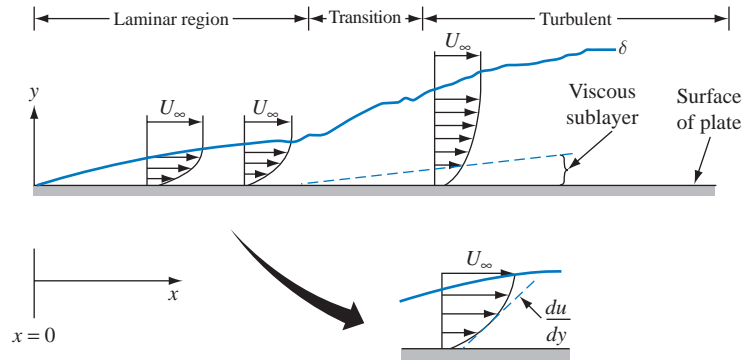 Laminar region
Transition
Turbulent
U∞
δ
y
U∞
U∞
Viscous
sublayer
Surface
of plate
x
x = 0
U∞
du
dy